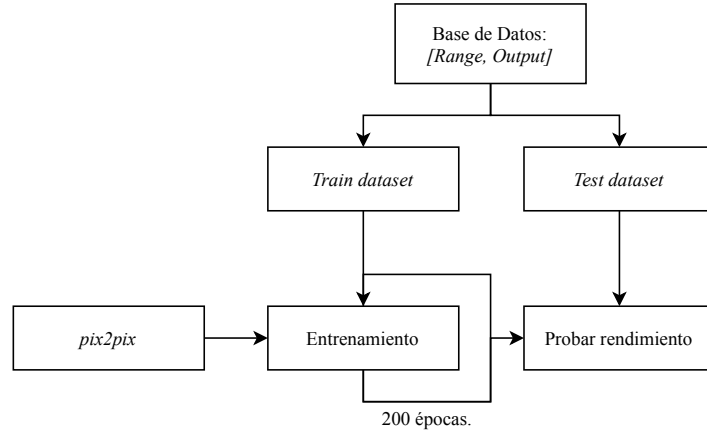 Base de Datos:
[Range, Output]
Train dataset
Test dataset
pix2pix
Entrenamiento
Probar rendimiento
200 épocas.